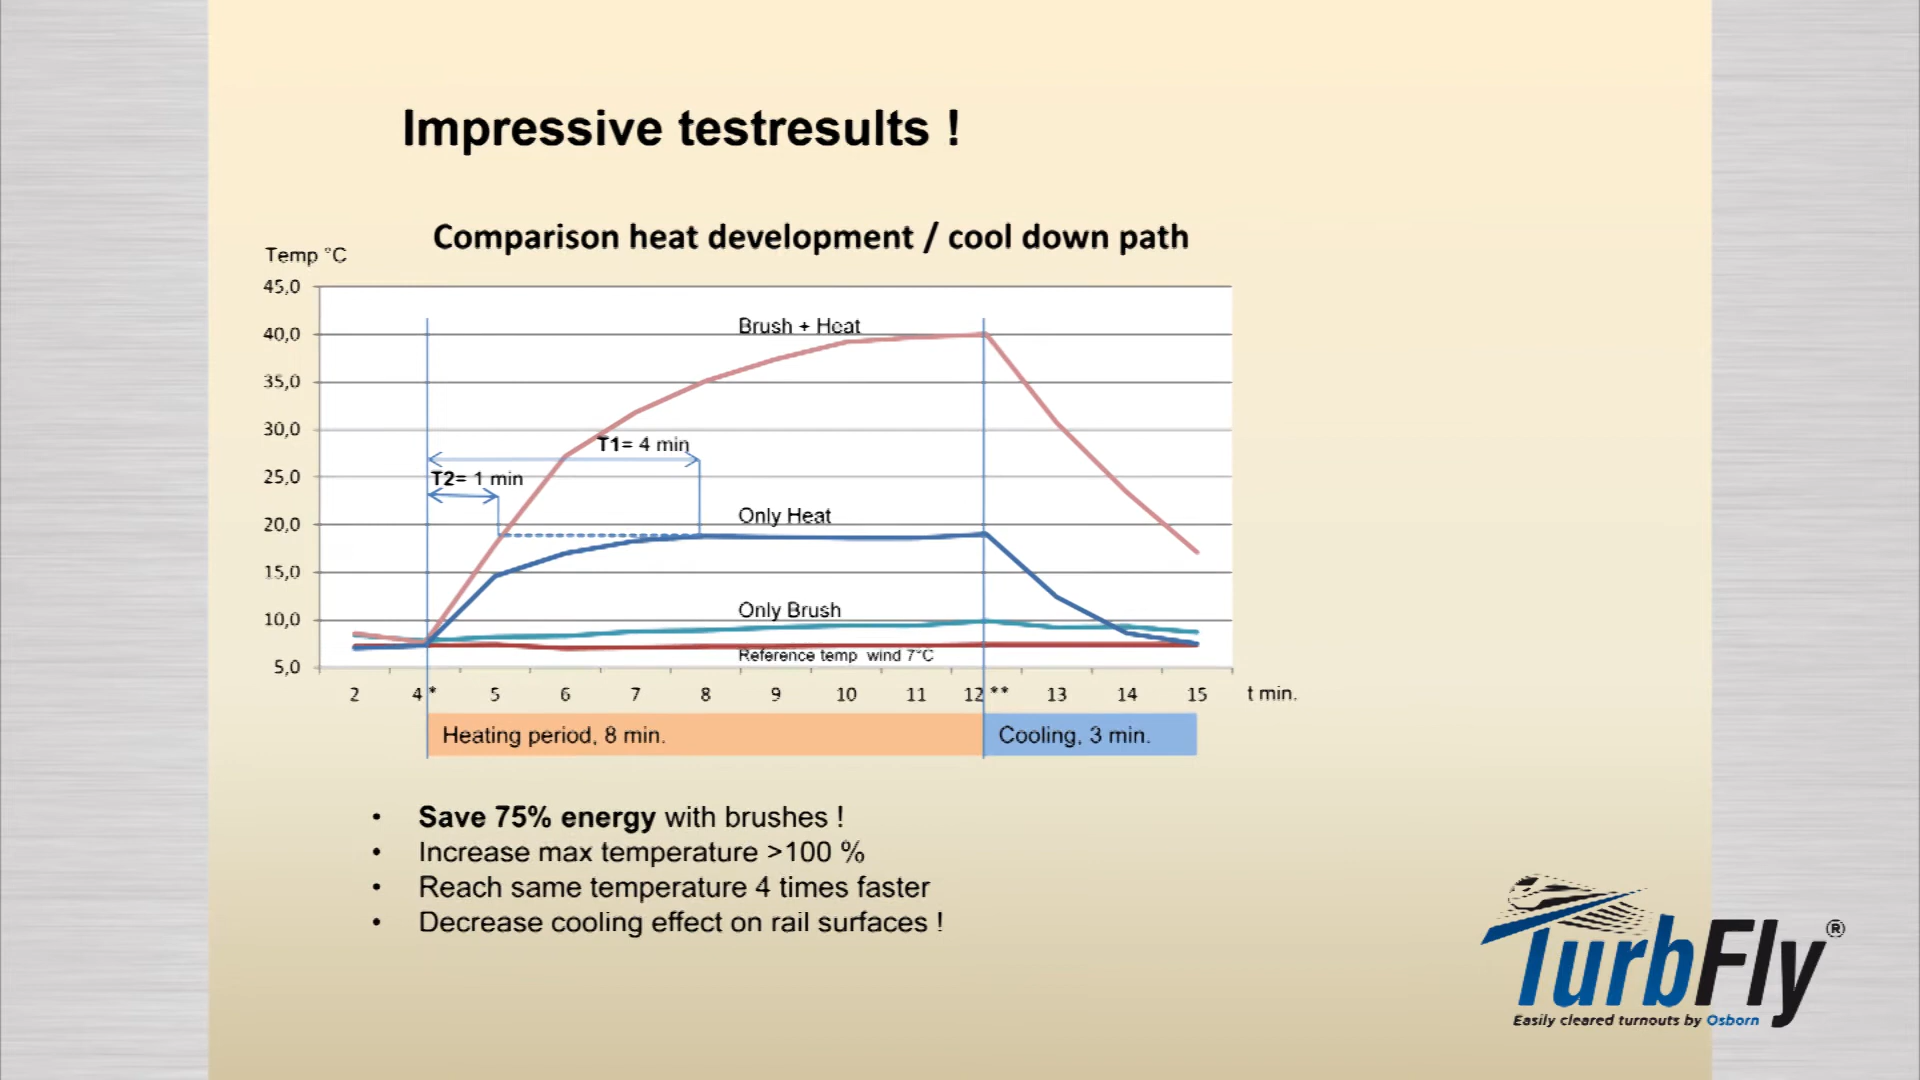 Impressive testresults !
Comparison heat development / cool down path
Temp °C
45,0
40,0
35,0
30,0
25,0
20,0
15,0
10,0
5,0
Brush + Heat
T1= 4 min
T2= 1 min
Only Heat
Only Brush
Reference temp wind 7°C
2 4 * 5 6 7 8 9 10 11 12 ** 13 14 15 t min.
Heating period, 8 min. Cooling, 3 min.
• Save 75% energy with brushes !
• Increase max temperature >100 %
• Reach same temperature 4 times faster
• Decrease cooling effect on rail surfaces !
TurbFly ®
Easily cleared turnouts by Osborn